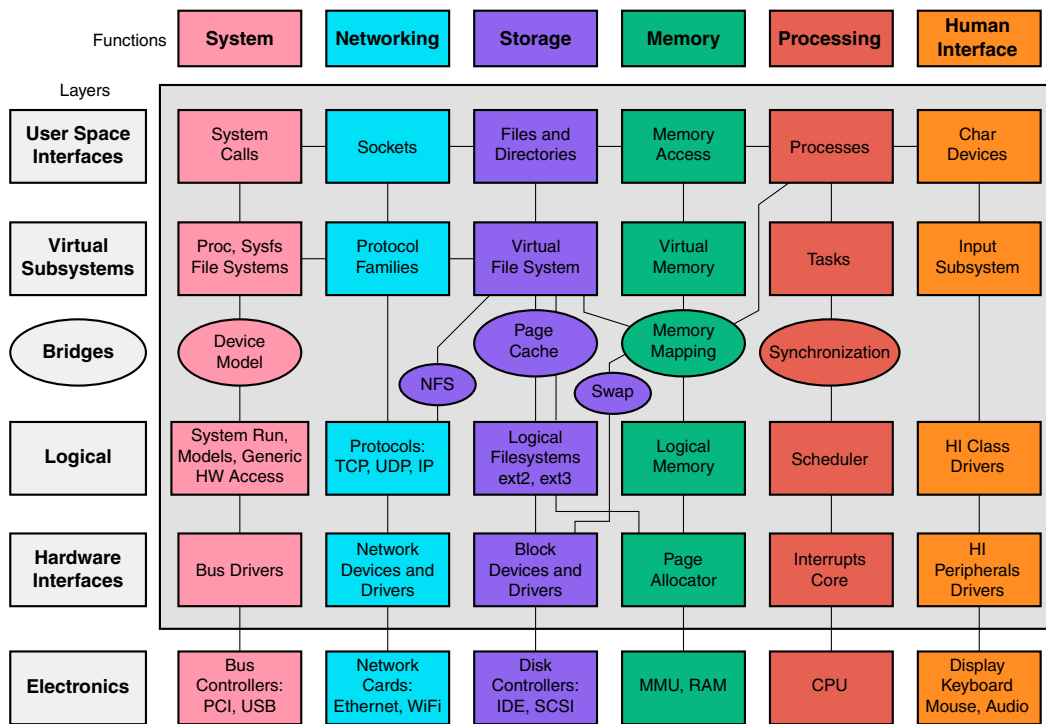 Functions
System
Networking
Storage
Memory
Processing
Human
Interface
Layers
User Space
Interfaces
System
Calls
Sockets
Files and
Directories
Memory
Access
Processes
Char
Devices
Virtual
Subsystems
Proc, Sysfs
File Systems
Protocol
Families
Virtual
File System
Virtual
Memory
Tasks
Input
Subsystem
Bridges
Device
Model
NFS
Page
Cache
Swap
Memory
Mapping
Synchronization
Logical
System Run,
Models, Generic
HW Access
Protocols:
TCP, UDP, IP
Logical
Filesystems
ext2, ext3
Logical
Memory
Scheduler
HI Class
Drivers
Hardware
Interfaces
Bus Drivers
Network
Devices and
Drivers
Block
Devices and
Drivers
Page
Allocator
Interrupts
Core
HI
Peripherals
Drivers
Electronics
Bus
Controllers:
PCI, USB
Network
Cards:
Ethernet, WiFi
Disk
Controllers:
IDE, SCSI
MMU, RAM
CPU
Display
Keyboard
Mouse, Audio